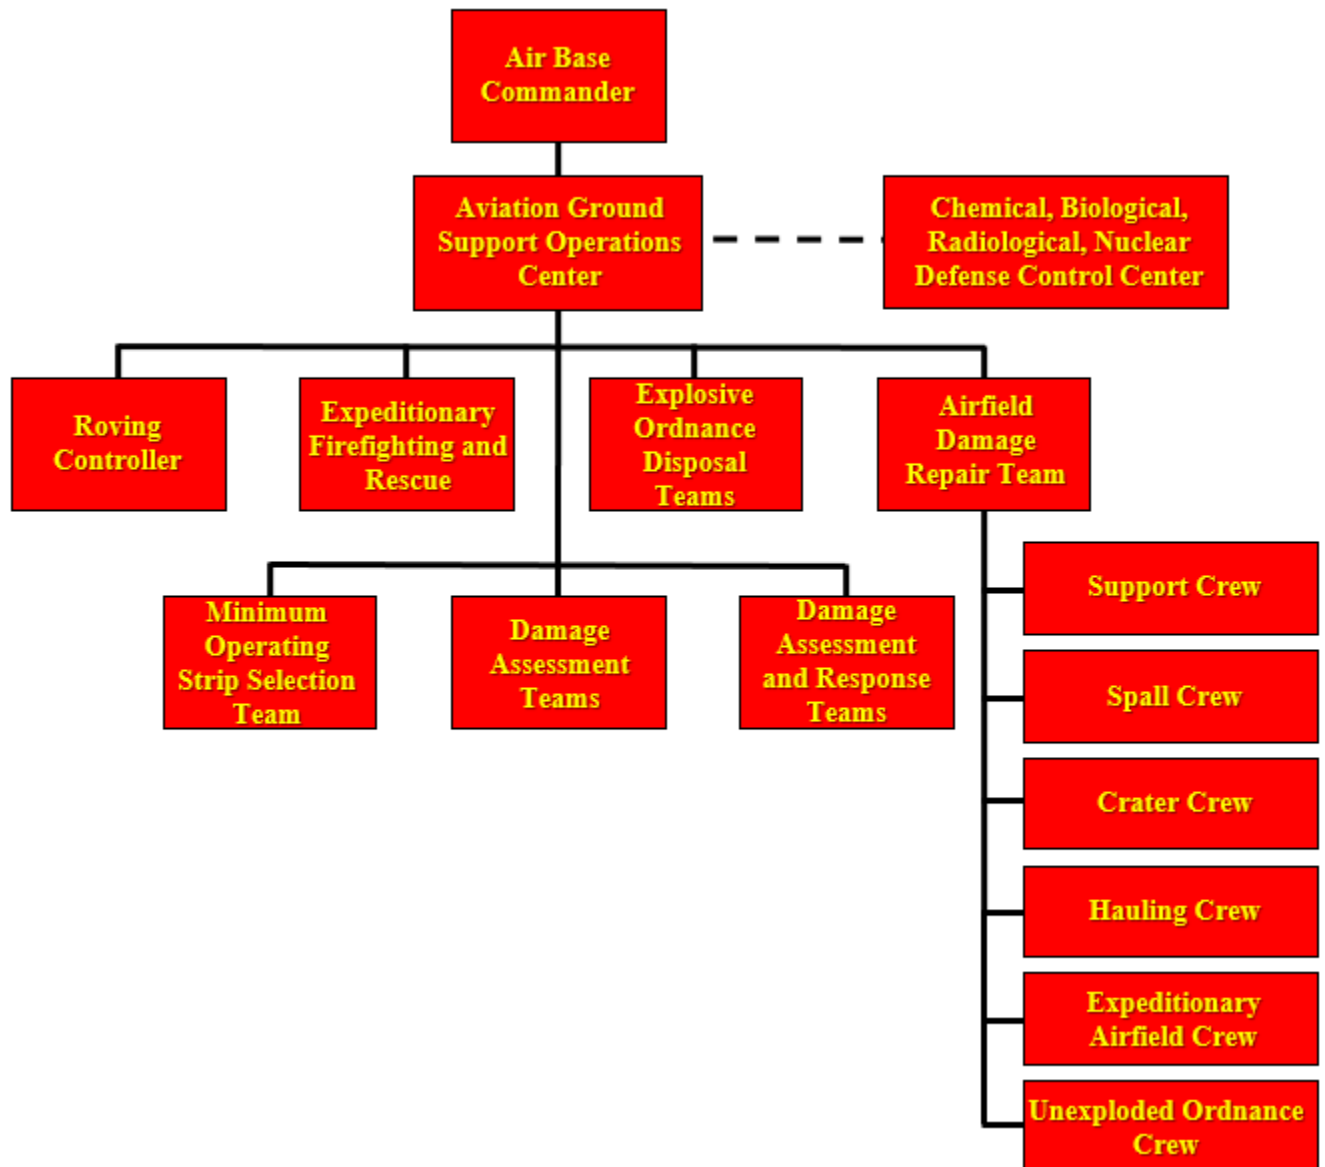 Air Base
Commander
Aviation Ground
Support Operations
Center
Chemical, Biological,
Radiological, Nuclear
Defense Control Center
Roving
Controller
Expeditionary
Firefighting and
Rescue
Explosive
Ordnance
Disposal
Teams
Airfield
Damage
Repair Team
Minimum
Operating
Strip Selection
Team
Damage
Assessment
Teams
Damage
Assessment
and Response
Teams
Support Crew
Spall Crew
Crater Crew
Hauling Crew
Expeditionary
Airfield Crew
Unexploded Ordnance
Crew